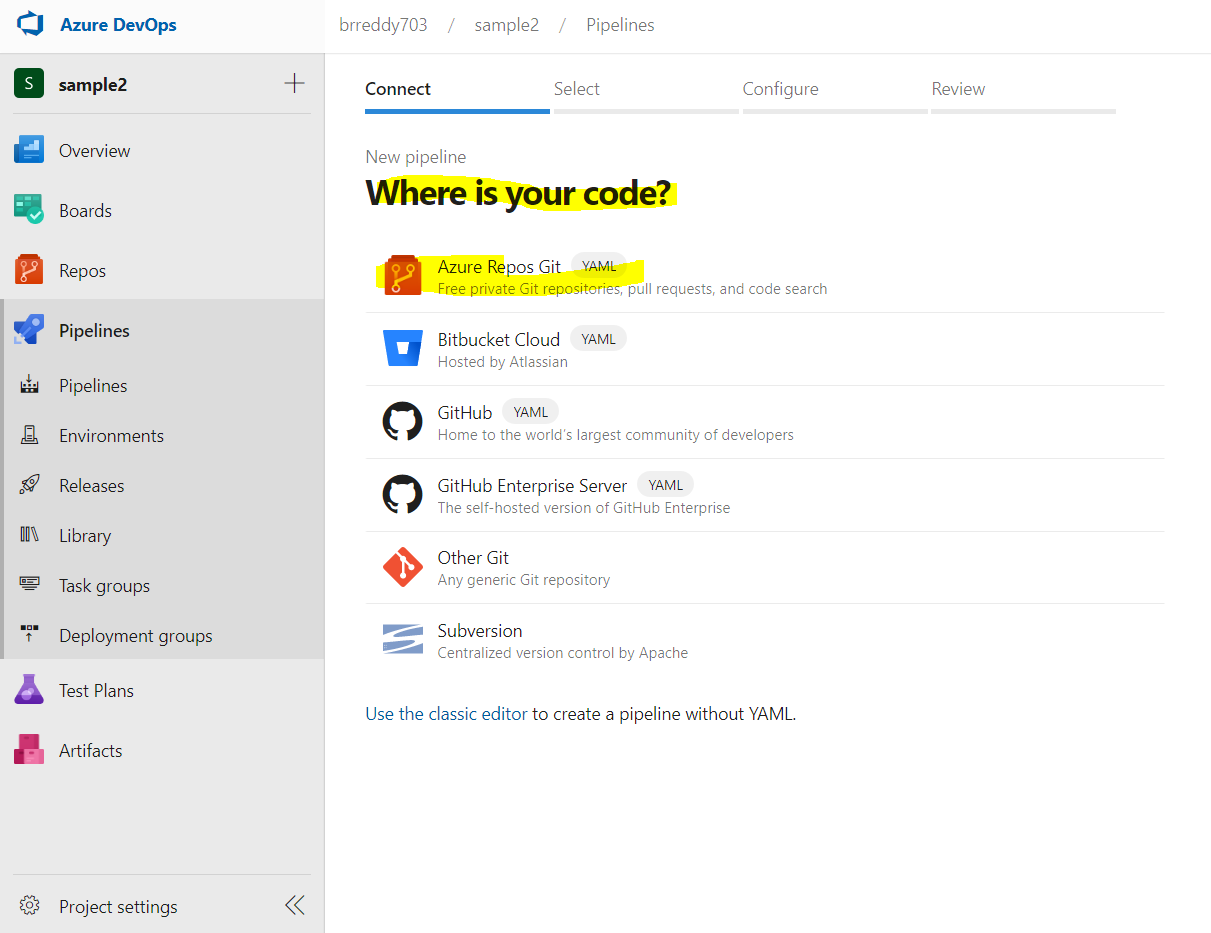 Azure DevOps
brreddy703 / sample2 / Pipelines
S sample2
Overview
Boards
Repos
Pipelines
Pipelines
Environments
Releases
Library
Task groups
Deployment groups
Test Plans
Artifacts
Project settings
Connect Select Configure Review
New pipeline
Where is your code?
Azure Repos Git YAML
Free private Git repositories, pull requests, and code search
Bitbucket Cloud YAML
Hosted by Atlassian
GitHub YAML
Home to the world's largest community of developers
GitHub Enterprise Server YAML
The self-hosted version of GitHub Enterprise
Other Git
Any generic Git repository
Subversion
Centralized version control by Apache
Use the classic editor to create a pipeline without YAML.